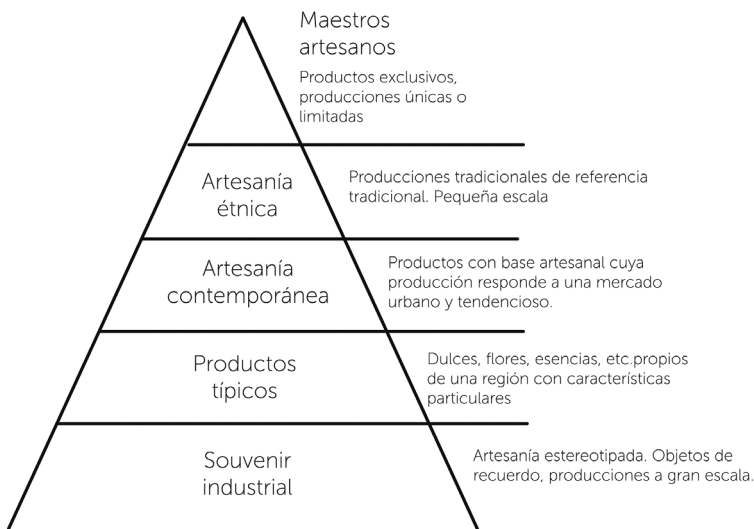 Maestros
artesanos
Productos exclusivos,
producciones únicas o
limitadas
Artesanía
étnica
Producciones tradicionales de referencia
tradicional. Pequeña escala
Artesanía
contemporánea
Productos con base artesanal cuya
producción responde a una mercado
urbano y tendencioso.
Productos
típicos
Dulces, flores, esencias, etc.propios
de una región con características
particulares
Souvenir
industrial
Artesanía estereotipada. Objetos de
recuerdo, producciones a gran escala.